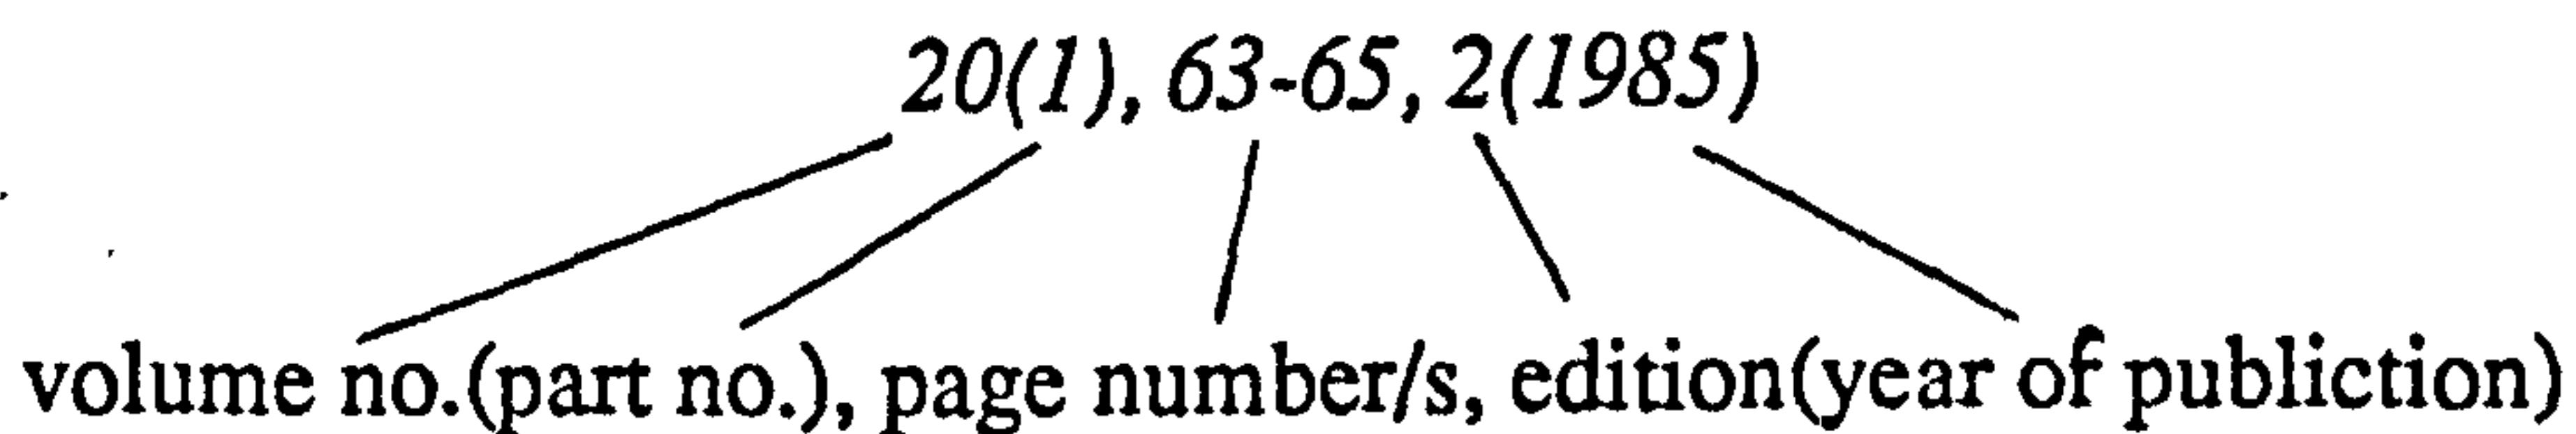 20(1), 63-65, 2(1985)
volume no.(part no.), page number/s, edition(year of publiction)